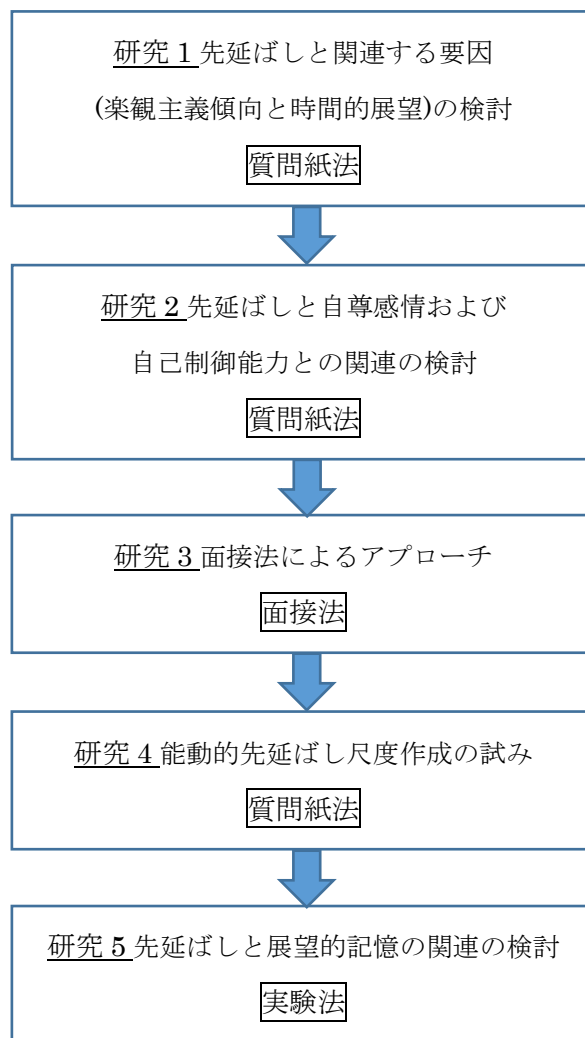 研究 1 先延ばしと関連する要因
(楽観主義傾向と時間的展望)の検討
質問紙法
研究 2 先延ばしと自尊感情および
自己制御能力との関連の検討
質問紙法
研究 3 面接法によるアプローチ
面接法
研究 4 能動的先延ばし尺度作成の試み
質問紙法
研究 5 先延ばしと展望的記憶の関連の検討
実験法